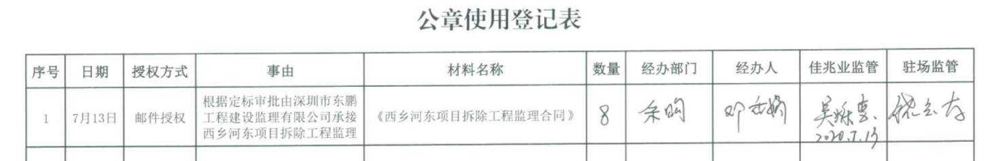 公章使用登记表
序号 日期 授权方式 事由 材料名称 数量 经办部门 经办人 佳兆业监管 驻场监管
1 7月13日 邮件授权 根据定标审批由深圳市东鹏
工程建设监理有限公司承接
西乡河东项目拆除工程监理 《西乡河东项目拆除工程监理合同》 8 采购
2020.7.13